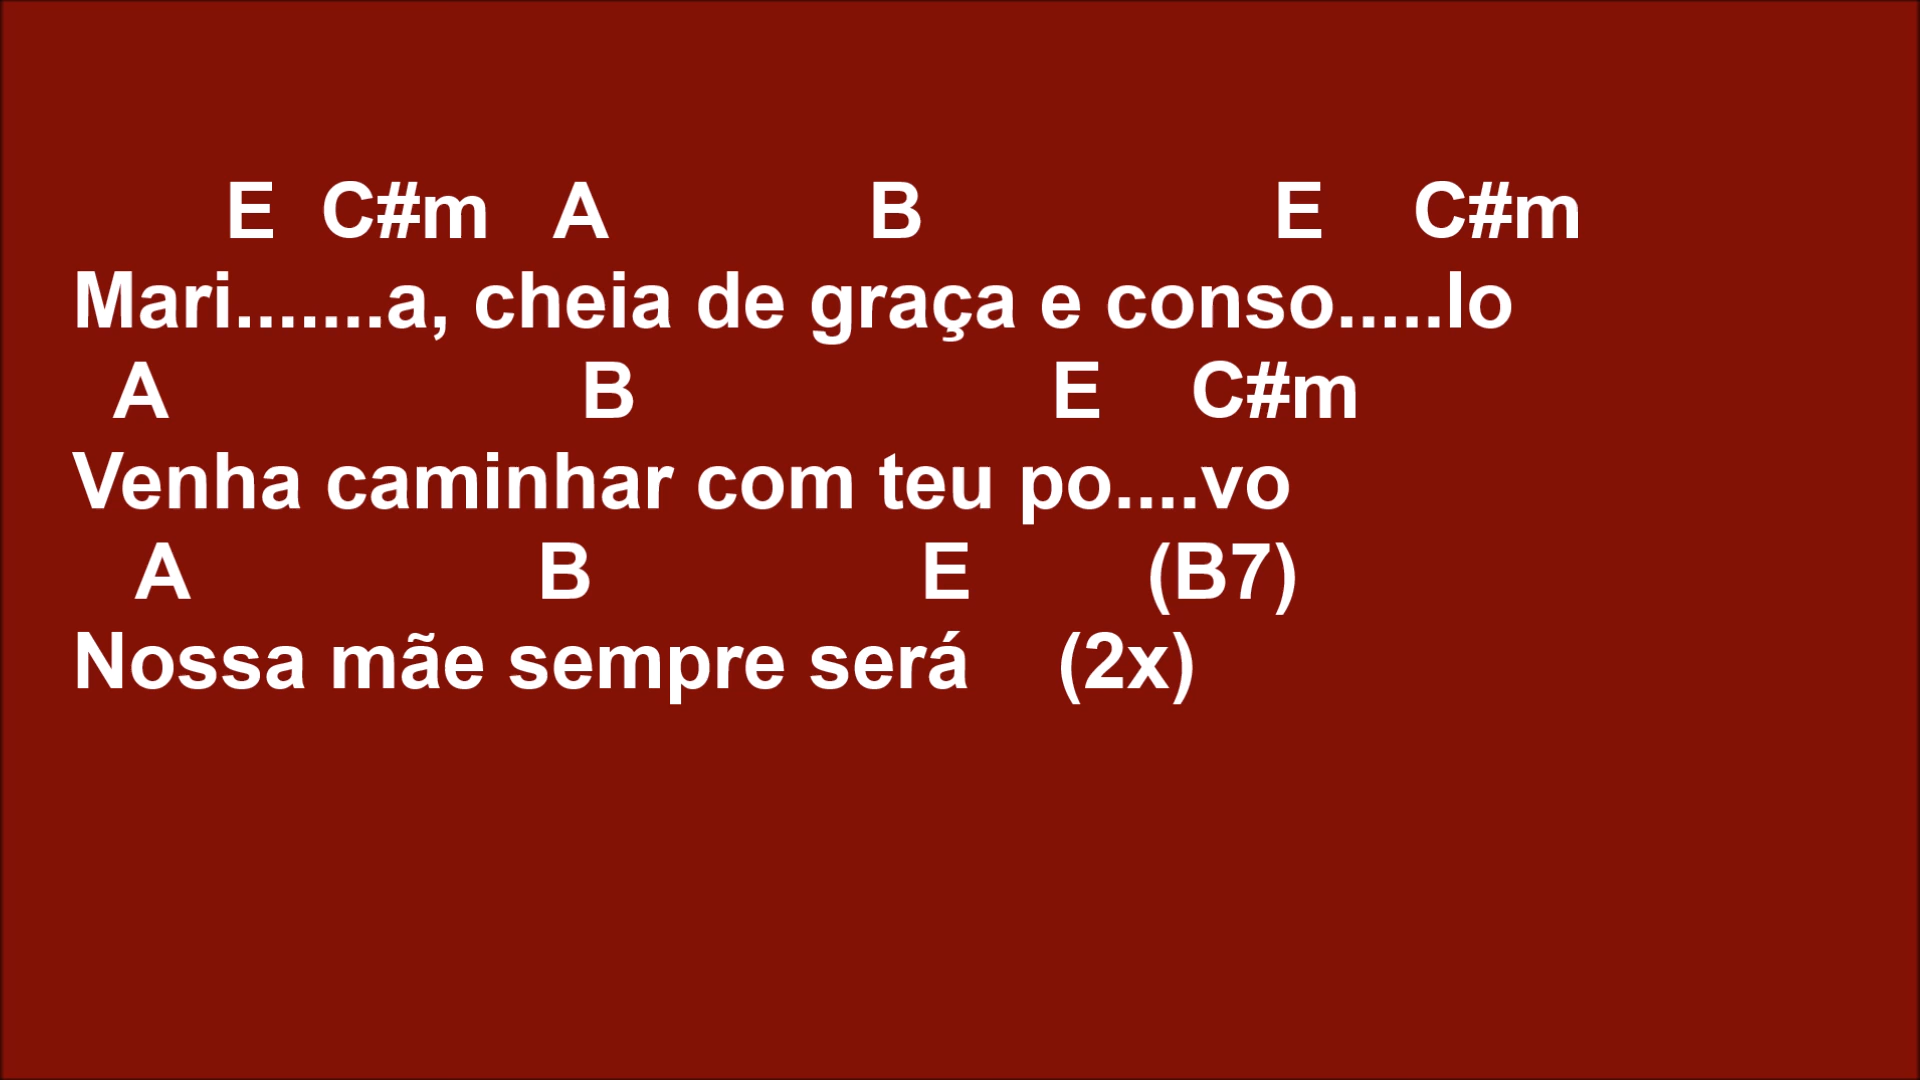 E C#m A B E C#m
Mari.......a, cheia de graça e conso.....lo
A B E C#m
Venha caminhar com teu po....vo
A B E (B7)
Nossa mãe sempre será (2x)